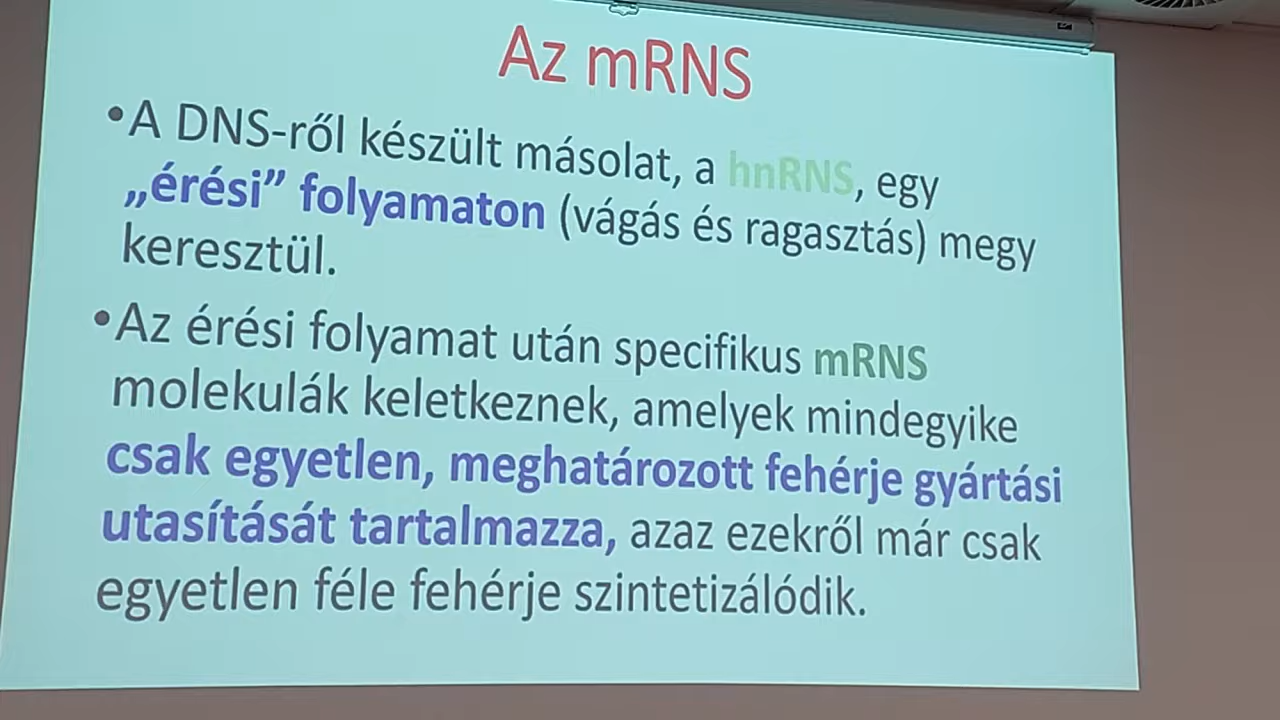 Az mRNS
•A DNS-ről készült másolat, a hnRNS, egy
„érési” folyamaton (vágás és ragasztás) megy
keresztül.
•Az érési folyamat után specifikus mRNS
molekulák keletkeznek, amelyek mindegyike
csak egyetlen, meghatározott fehérje gyártási
utasítását tartalmazza, azaz ezekről már csak
egyetlen féle fehérje szintetizálódik.